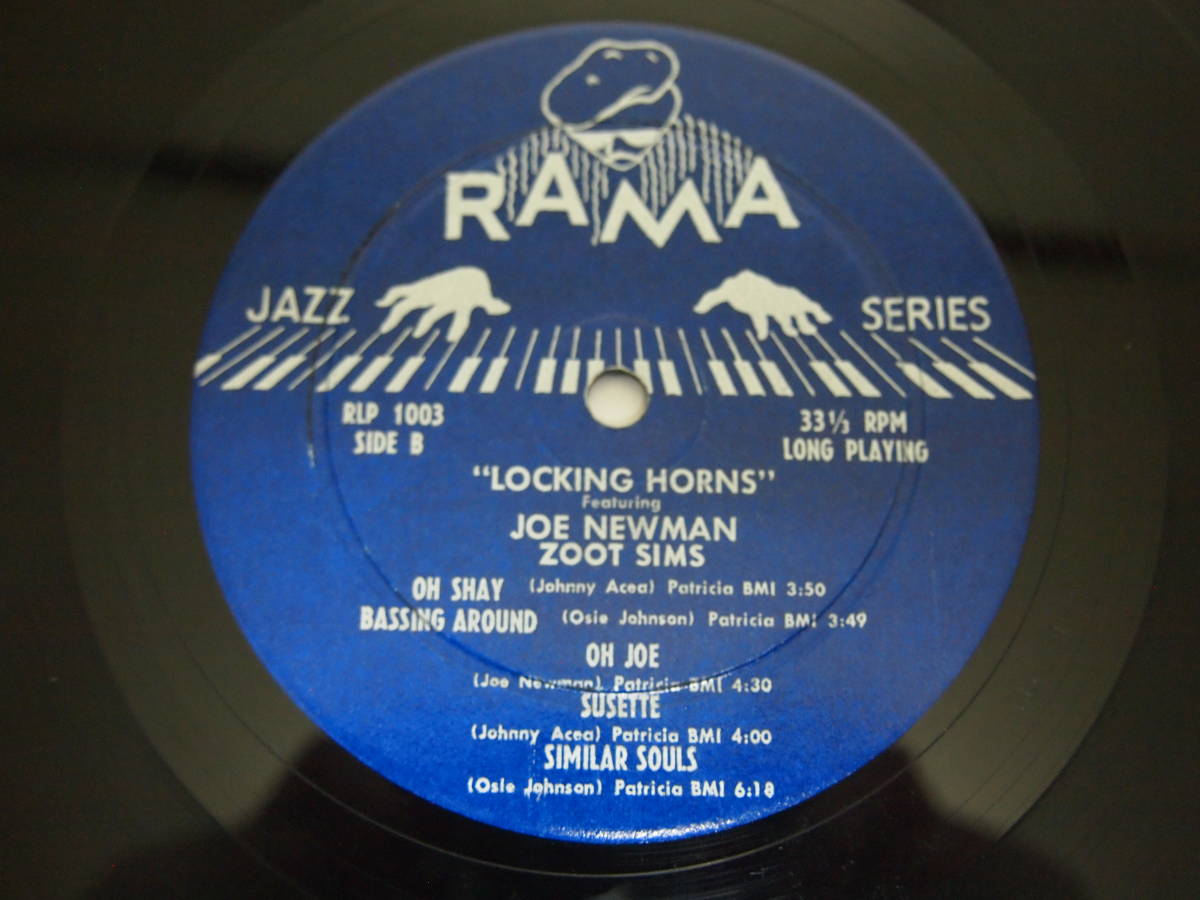 RAMA
JAZZ SERIES
RLP 1003 33 1/3 RPM
SIDE B LONG PLAYING
"LOCKING HORNS"
Featuring
JOE NEWMAN
ZOOT SIMS
OH SHAY (Johnny Acea) Patricia BMI 3:50
BASSING AROUND (Osie Johnson) Patricia BMI 3:49
OH JOE
(Joe Newman) Patricia BMI 4:30
SUSETTE
(Johnny Acea) Patricia BMI 4:00
SIMILAR SOULS
(Osie Johnson) Patricia BMI 6:18